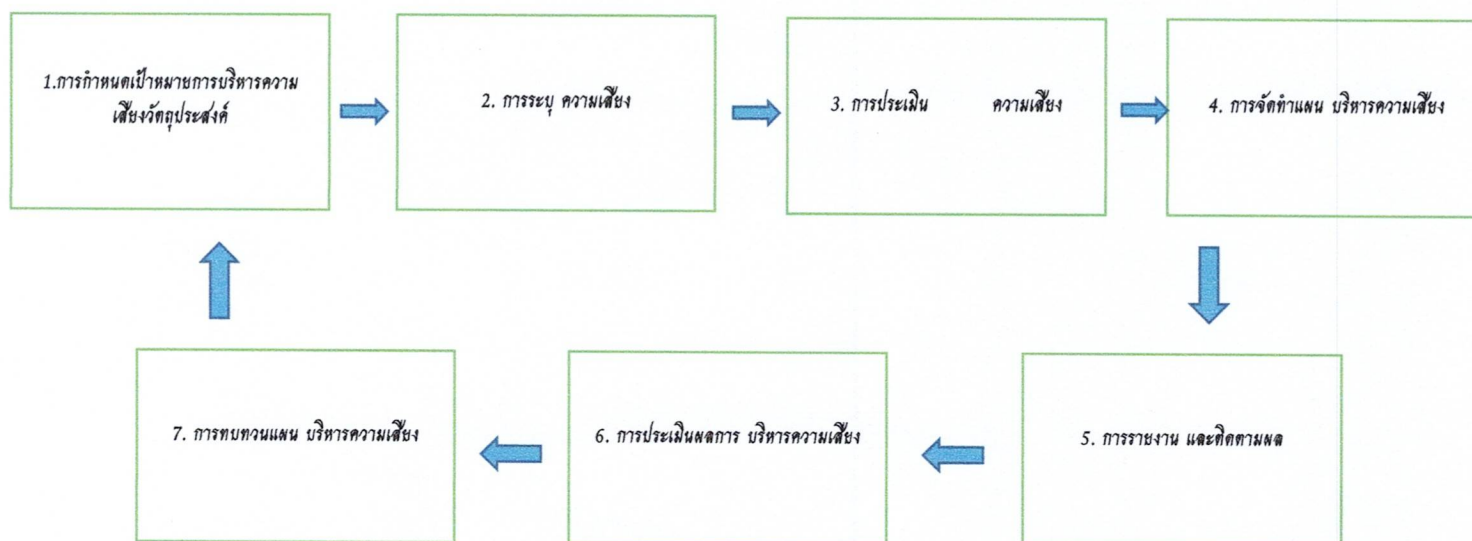 1.การกำหนดเป้าหมายการบริหารความ
เสี่ยงวัตถุประสงค์
2. การระบุ ความเสี่ยง
3. การประเมิน ความเสี่ยง
4. การจัดทำแผน บริหารความเสี่ยง
5. การรายงาน และติดตามผล
6. การประเมินผลการ บริหารความเสี่ยง
7. การทบทวนแผน บริหารความเสี่ยง